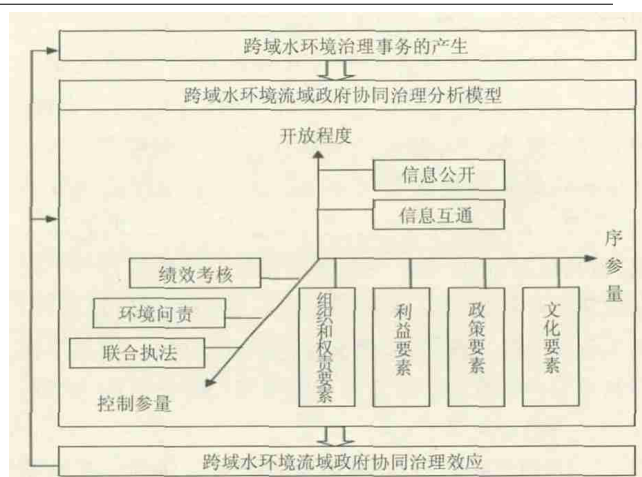 跨域水环境治理事务的产生
跨域水环境流域政府协同治理分析模型
开放程度
信息公开
信息互通
序参量
绩效考核
环境问责
联合执法
控制参量
组织和权责要素
利益要素
政策要素
文化要素
跨域水环境流域政府协同治理效应